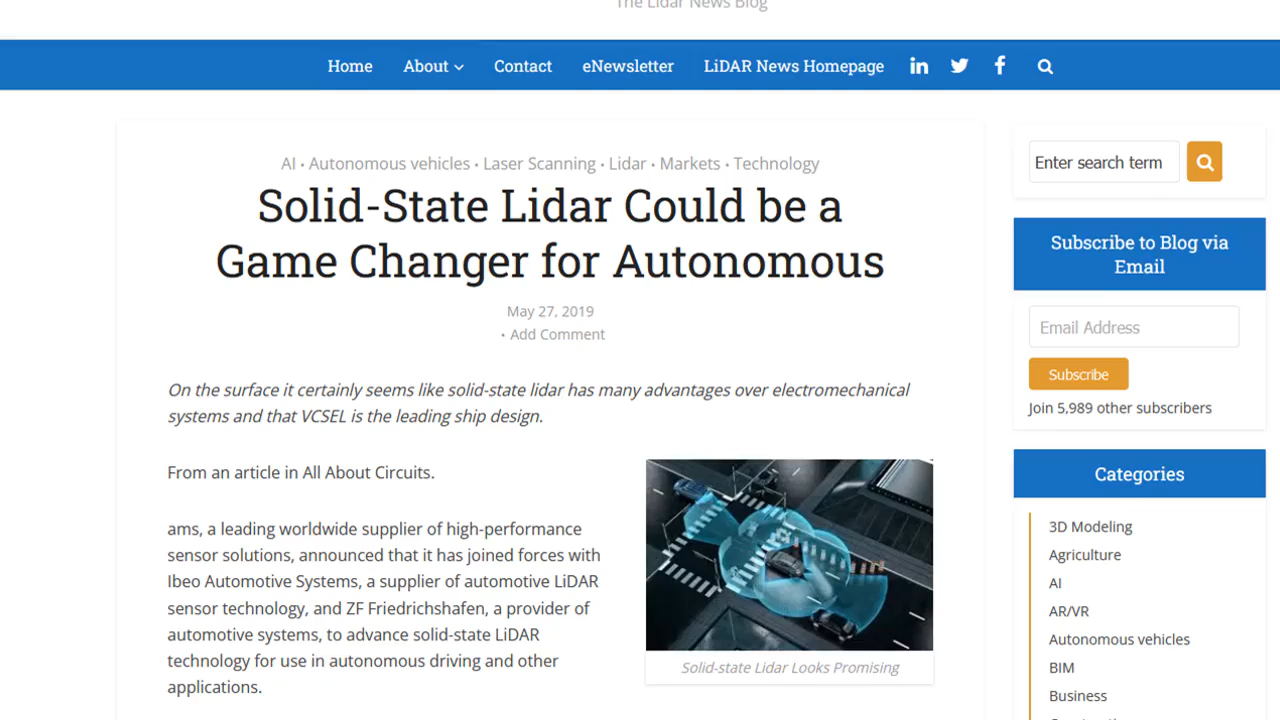 The Lidar News Blog
Home About Contact eNewsletter LiDAR News Homepage
AI • Autonomous vehicles • Laser Scanning • Lidar • Markets • Technology
Solid-State Lidar Could be a
Game Changer for Autonomous
May 27, 2019
• Add Comment
On the surface it certainly seems like solid-state lidar has many advantages over electromechanical
systems and that VCSEL is the leading ship design.
From an article in All About Circuits.
ams, a leading worldwide supplier of high-performance
sensor solutions, announced that it has joined forces with
Ibeo Automotive Systems, a supplier of automotive LiDAR
sensor technology, and ZF Friedrichshafen, a provider of
automotive systems, to advance solid-state LiDAR
technology for use in autonomous driving and other
applications.
Solid-state Lidar Looks Promising
Enter search term
Subscribe to Blog via
Email
Email Address
Subscribe
Join 5,989 other subscribers
Categories
3D Modeling
Agriculture
AI
AR/VR
Autonomous vehicles
BIM
Business